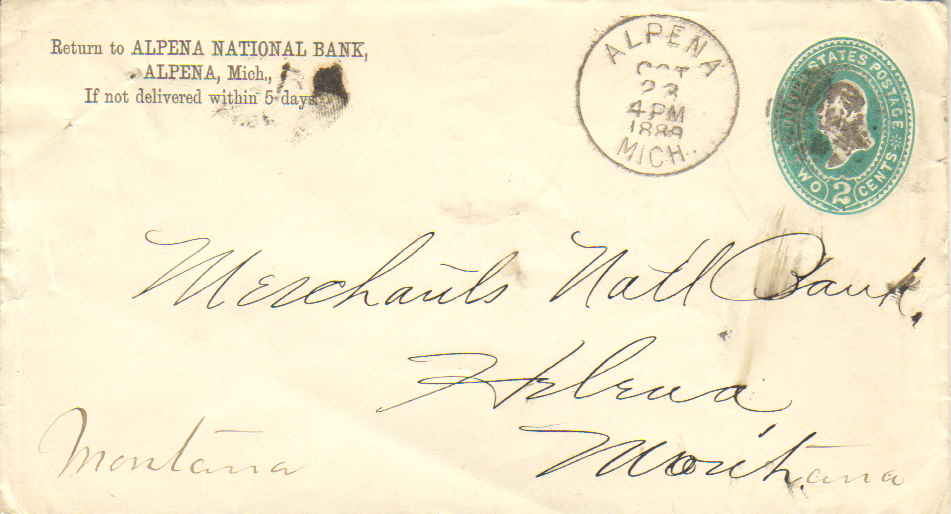 Return to ALPENA NATIONAL BANK,
ALPENA, Mich.,
If not delivered within 5 days.
ALPENA
OCT
23
4 PM
1889
MICH.
UNITED STATES POSTAGE
TWO 2 CENTS
Merchants Nat'l Bank,
Helena
Montana
Montana